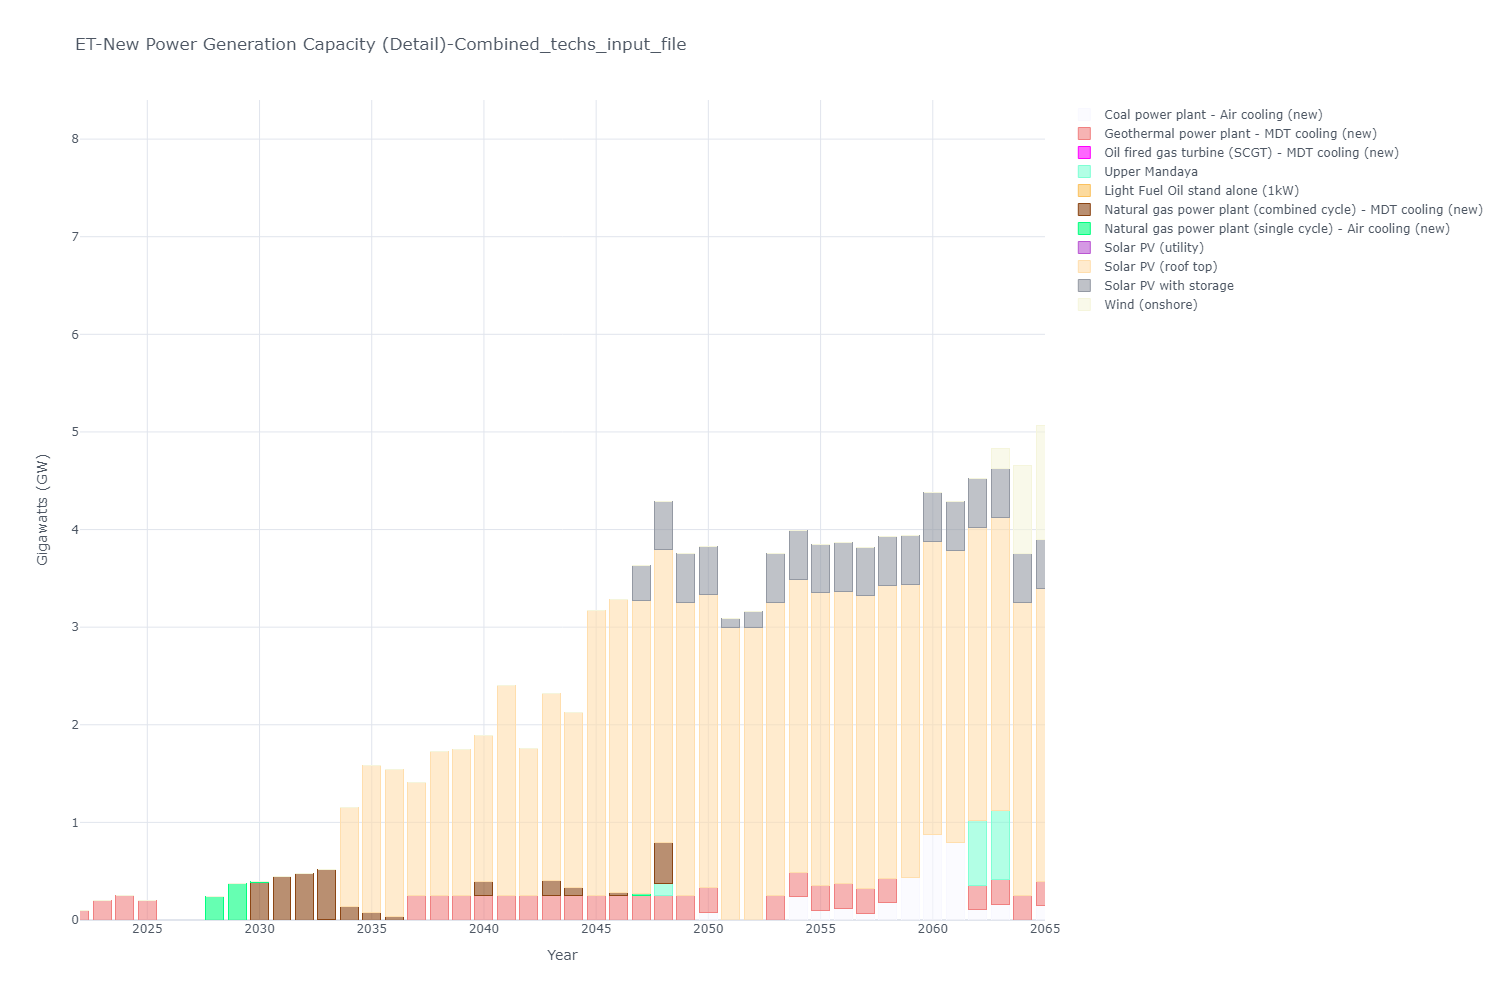 ET-New Power Generation Capacity (Detail)-Combined_techs_input_file
Coal power plant - Air cooling (new)
Geothermal power plant - MDT cooling (new)
Oil fired gas turbine (SCGT) - MDT cooling (new)
Upper Mandaya
Light Fuel Oil stand alone (1kW)
Natural gas power plant (combined cycle) - MDT cooling (new)
Natural gas power plant (single cycle) - Air cooling (new)
Solar PV (utility)
Solar PV (roof top)
Solar PV with storage
Wind (onshore)
8
7
6
5
4
3
2
1
0
Gigawatts (GW)
2025 2030 2035 2040 2045 2050 2055 2060 2065
Year